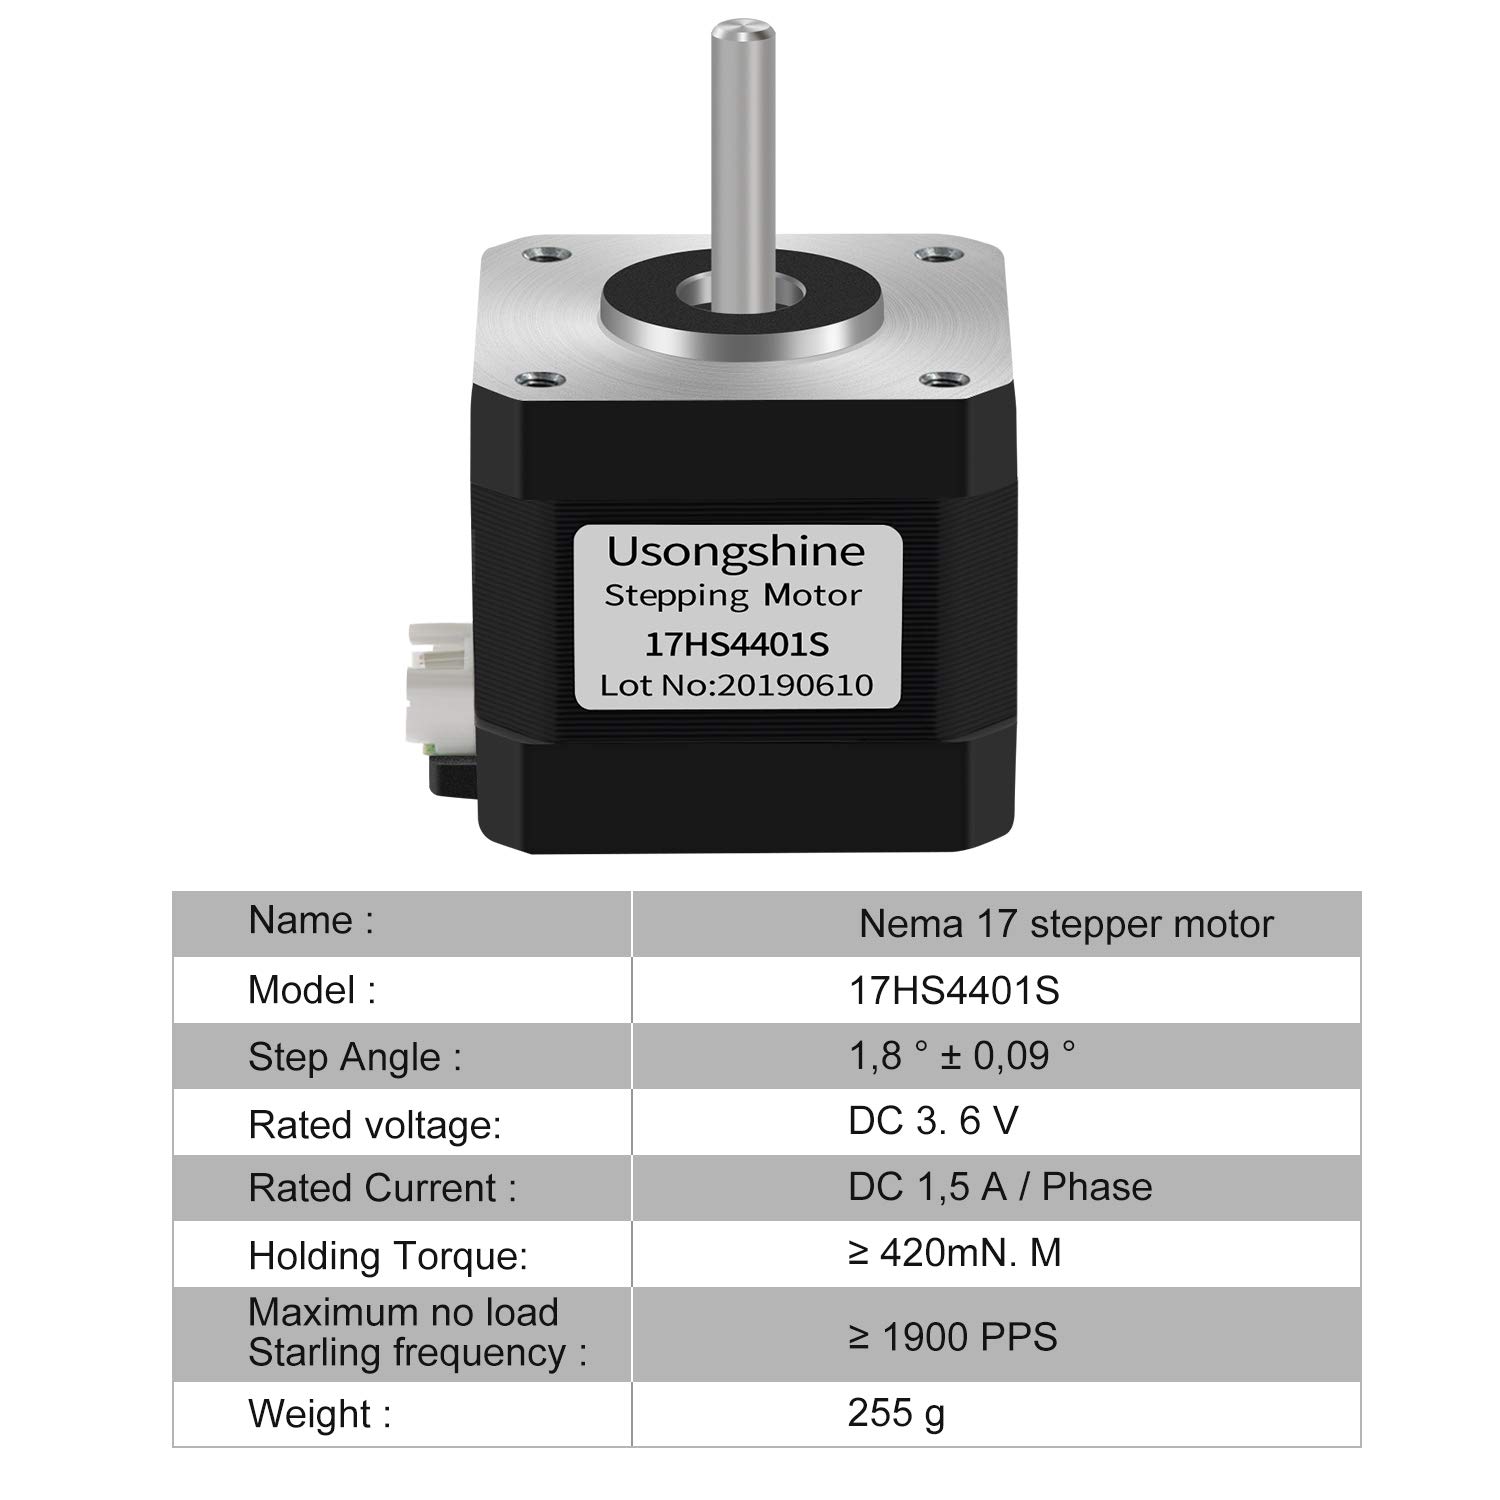 Usongshine
Stepping Motor
17HS4401S
Lot No:20190610
Name :
Nema 17 stepper motor
Model :
17HS4401S
Step Angle :
1,8 ° ± 0,09 °
Rated voltage:
DC 3. 6 V
Rated Current :
DC 1,5 A / Phase
Holding Torque:
≥ 420mN. M
Maximum no load
Starling frequency :
≥ 1900 PPS
Weight :
255 g